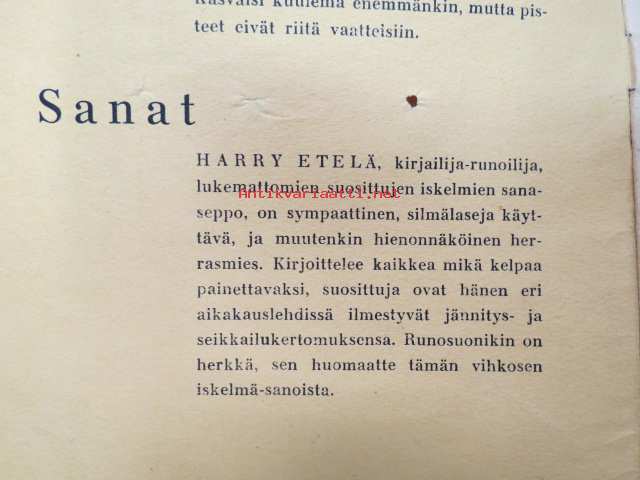 kasvaisi kuulema enemmänkin, mutta pis-
teet eivät riitä vaatteisiin.
Sanat
HARRY ETELÄ, kirjailija-runoilija,
lukemattomien suosittujen iskelmien sana-
Antikvariaatti.net
seppo, on sympaattinen, silmälaseja käyt-
tävä, ja muutenkin hienonnäköinen her-
rasmies. Kirjoittelee kaikkea mikä kelpaa
painettavaksi, suosittuja ovat hänen eri
aikakauslehdissä ilmestyvät jännitys- ja
seikkailukertomuksensa. Runosuonikin on
herkkä, sen huomaatte tämän vihkosen
iskelmä-sanoista.